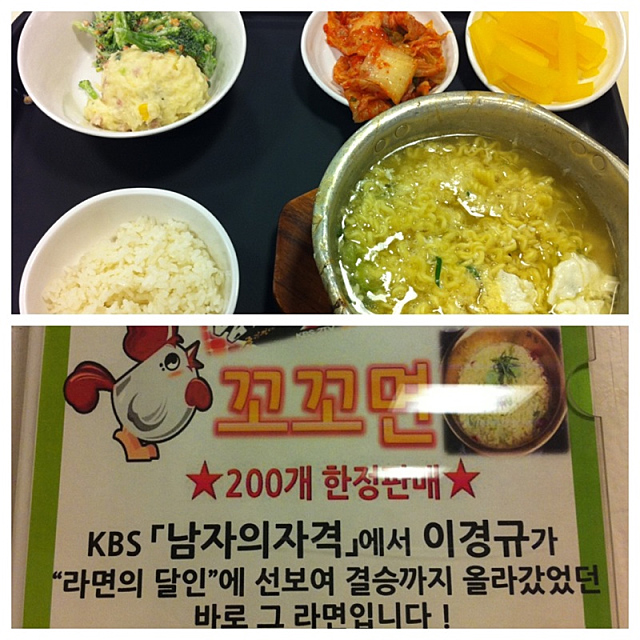 꼬꼬면
★200개 한정판매★
KBS「남자의자격」에서 이경규가
“라면의 달인”에 선보여 결승까지 올라갔었던
바로 그 라면입니다 !